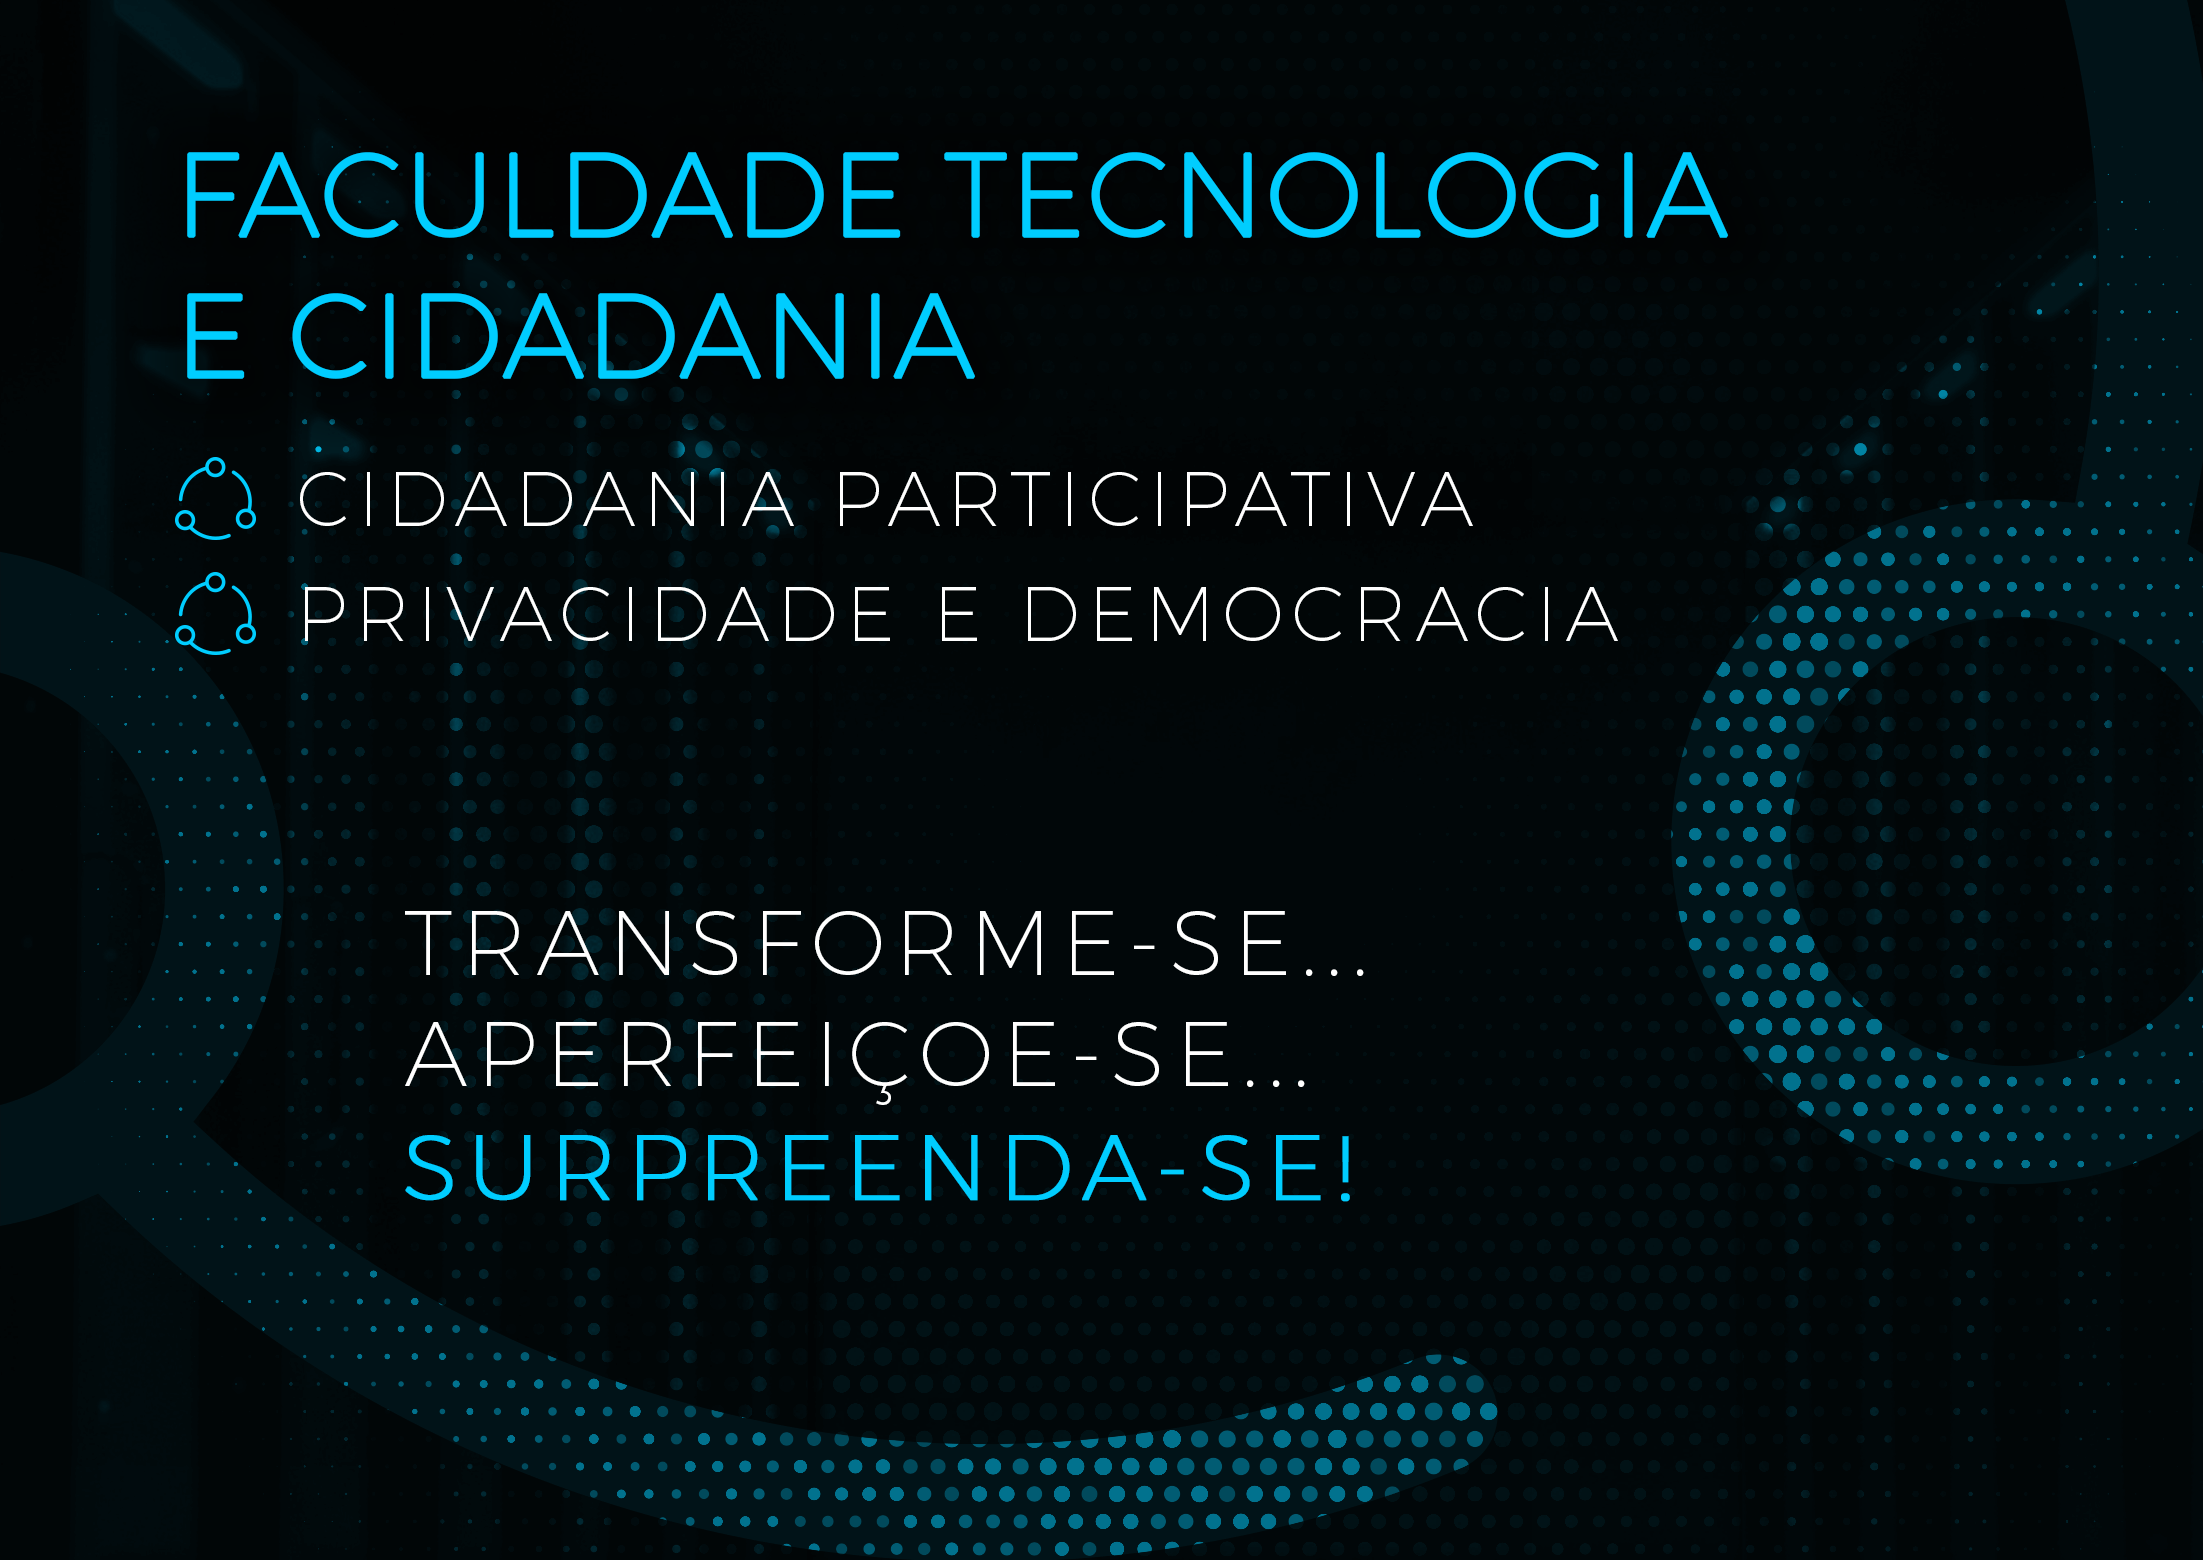 FACULDADE TECNOLOGIA
E CIDADANIA
CIDADANIA PARTICIPATIVA
PRIVACIDADE E DEMOCRACIA
TRANSFORME-SE...
APERFEIÇOE-SE...
SURPREENDA-SE!